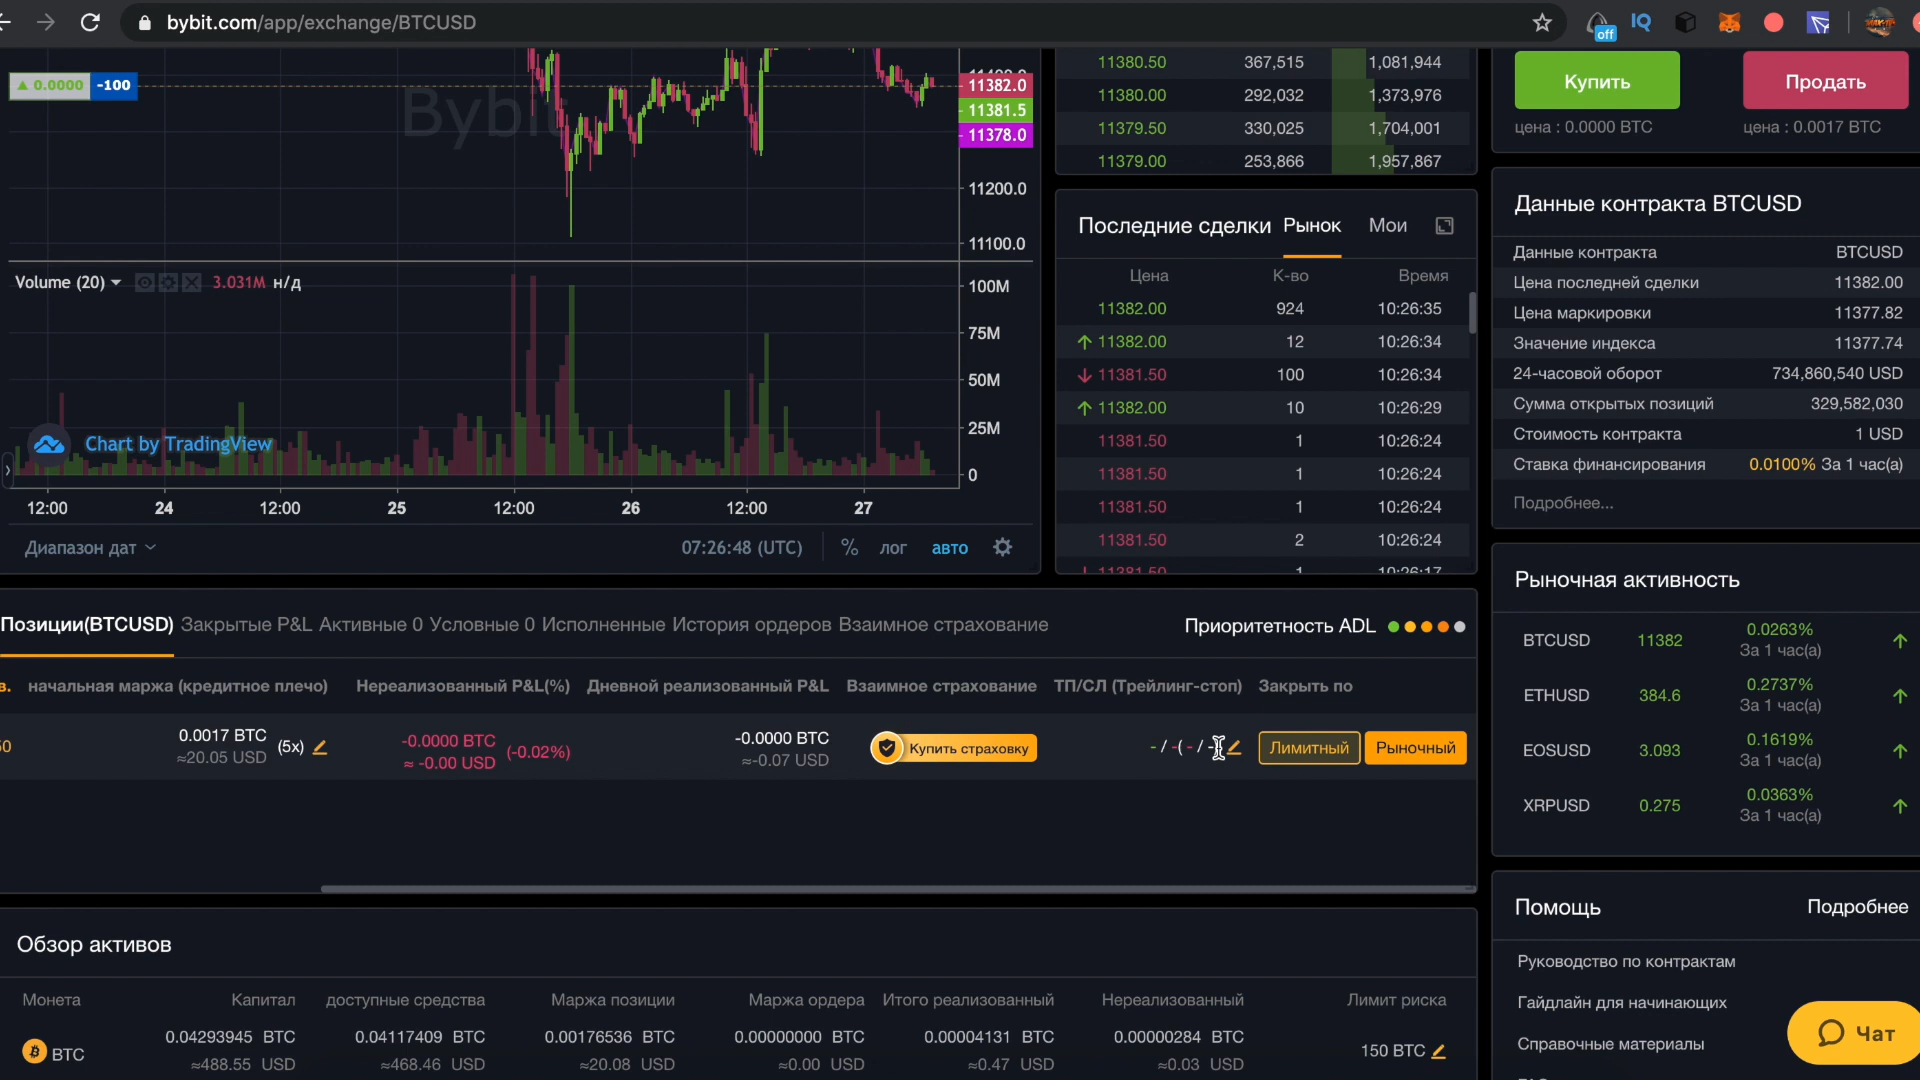 bybit.com/app/exchange/BTCUSD
off
IQ
▲ 0.0000 -100
Bybit
11382.0
11381.5
11378.0
11200.0
11100.0
Volume (20) 3.031M н/д
100M
75M
50M
25M
0
Chart by TradingView
12:00 24 12:00 25 12:00 26 12:00 27
Диапазон дат 07:26:48 (UTC) % лог авто
11380.50 367,515 1,081,944
11380.00 292,032 1,373,976
11379.50 330,025 1,704,001
11379.00 253,866 1,957,867
Последние сделки Рынок Мои
Цена К-во Время
11382.00 924 10:26:35
↑ 11382.00 12 10:26:34
↓ 11381.50 100 10:26:34
↑ 11382.00 10 10:26:29
11381.50 1 10:26:24
11381.50 1 10:26:24
11381.50 1 10:26:24
11381.50 2 10:26:24
↓ 11381.50 1 10:26:17
Купить Продать
цена : 0.0000 BTC цена : 0.0017 BTC
Данные контракта BTCUSD
Данные контракта BTCUSD
Цена последней сделки 11382.00
Цена маркировки 11377.82
Значение индекса 11377.74
24-часовой оборот 734,860,540 USD
Сумма открытых позиций 329,582,030
Стоимость контракта 1 USD
Ставка финансирования 0.0100% За 1 час(а)
Подробнее...
Рыночная активность
BTCUSD 11382 0.0263% За 1 час(а) ↑
ETHUSD 384.6 0.2737% За 1 час(а) ↑
EOSUSD 3.093 0.1619% За 1 час(а) ↑
XRPUSD 0.275 0.0363% За 1 час(а) ↑
Помощь Подробнее
Руководство по контрактам
Гайдлайн для начинающих
Справочные материалы
Чат
Позиции(BTCUSD) Закрытые P&L Активные 0 Условные 0 Исполненные История ордеров Взаимное страхование Приоритетность ADL
в. начальная маржа (кредитное плечо) Нереализованный P&L(%) Дневной реализованный P&L Взаимное страхование ТП/СЛ (Трейлинг-стоп) Закрыть по
0.0017 BTC (5x) -0.0000 BTC (-0.02%) -0.0000 BTC Купить страховку - / -( - / - Лимитный Рыночный
≈20.05 USD ≈ -0.00 USD ≈-0.07 USD
Обзор активов
Монета Капитал доступные средства Маржа позиции Маржа ордера Итого реализованный Нереализованный Лимит риска
BTC 0.04293945 BTC 0.04117409 BTC 0.00176536 BTC 0.00000000 BTC 0.00004131 BTC 0.00000284 BTC 150 BTC
≈488.55 USD ≈468.46 USD ≈20.08 USD ≈0.00 USD ≈0.47 USD ≈0.03 USD